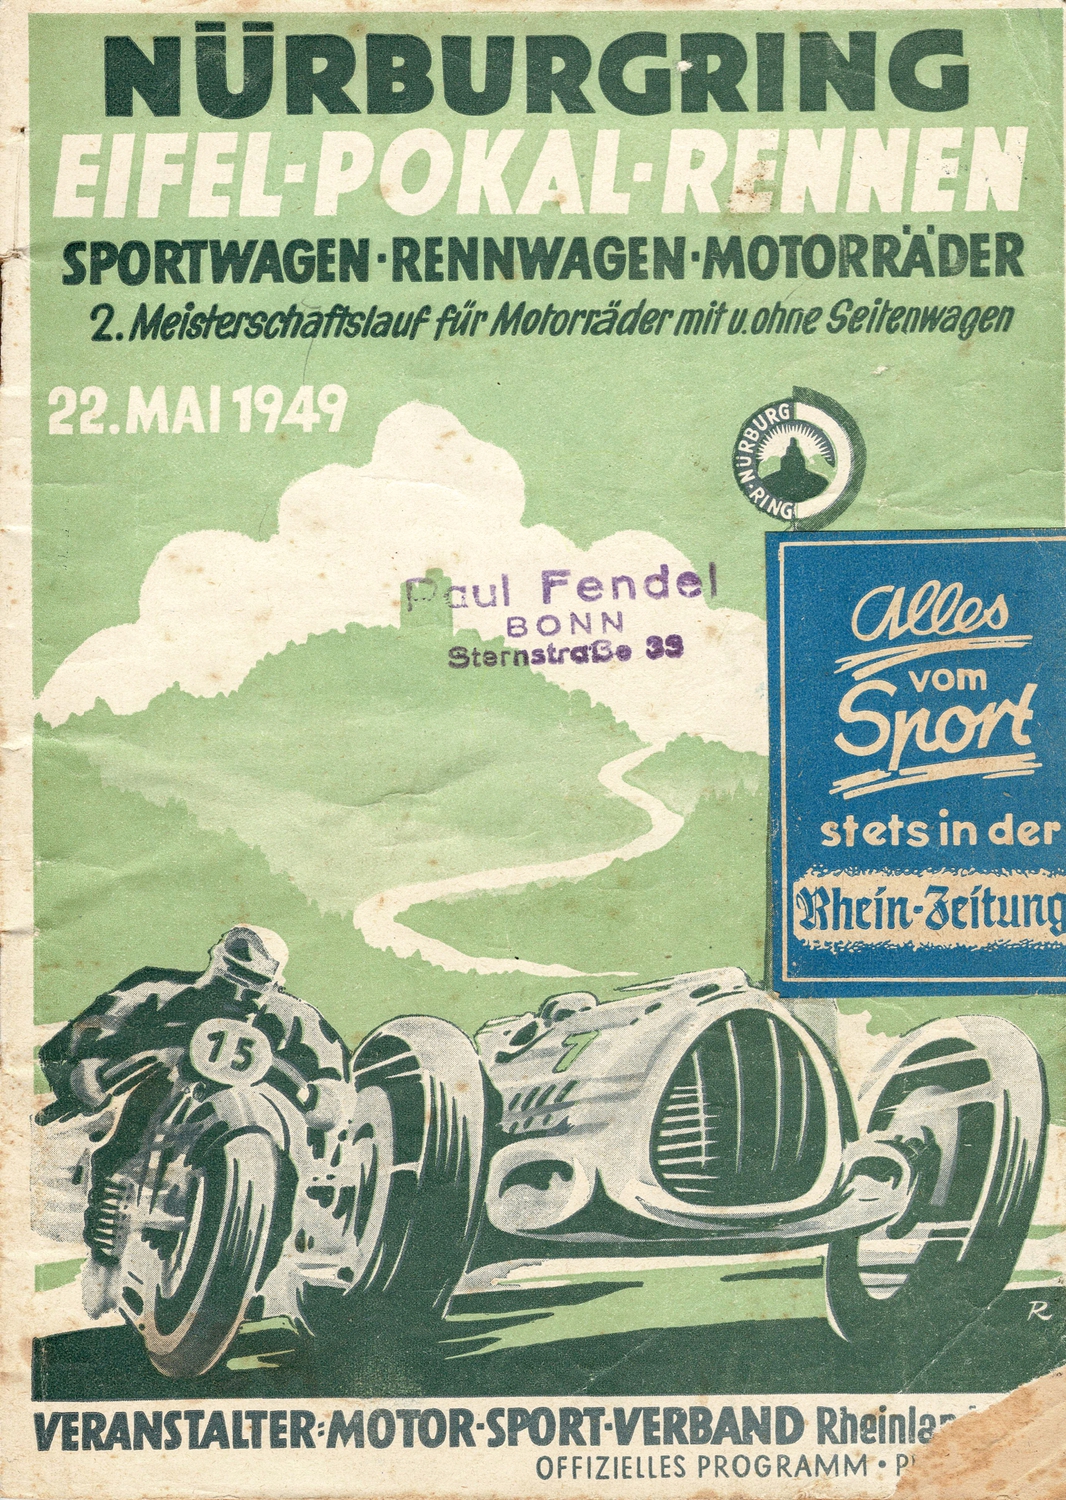 NÜRBURGRING
EIFEL-POKAL-RENNEN
SPORTWAGEN·RENNWAGEN·MOTORRÄDER
2. Meisterschaftslauf für Motorräder mit u. ohne Seitenwagen
22. MAI 1949
NÜRBURG-RING
Paul Fendel
BONN
Sternstraße 39
Alles
vom
Sport
stets in der
Rhein-Zeitung
15
7
R
VERANSTALTER: MOTOR-SPORT-VERBAND
OFFIZIELLES PROGRAMM •